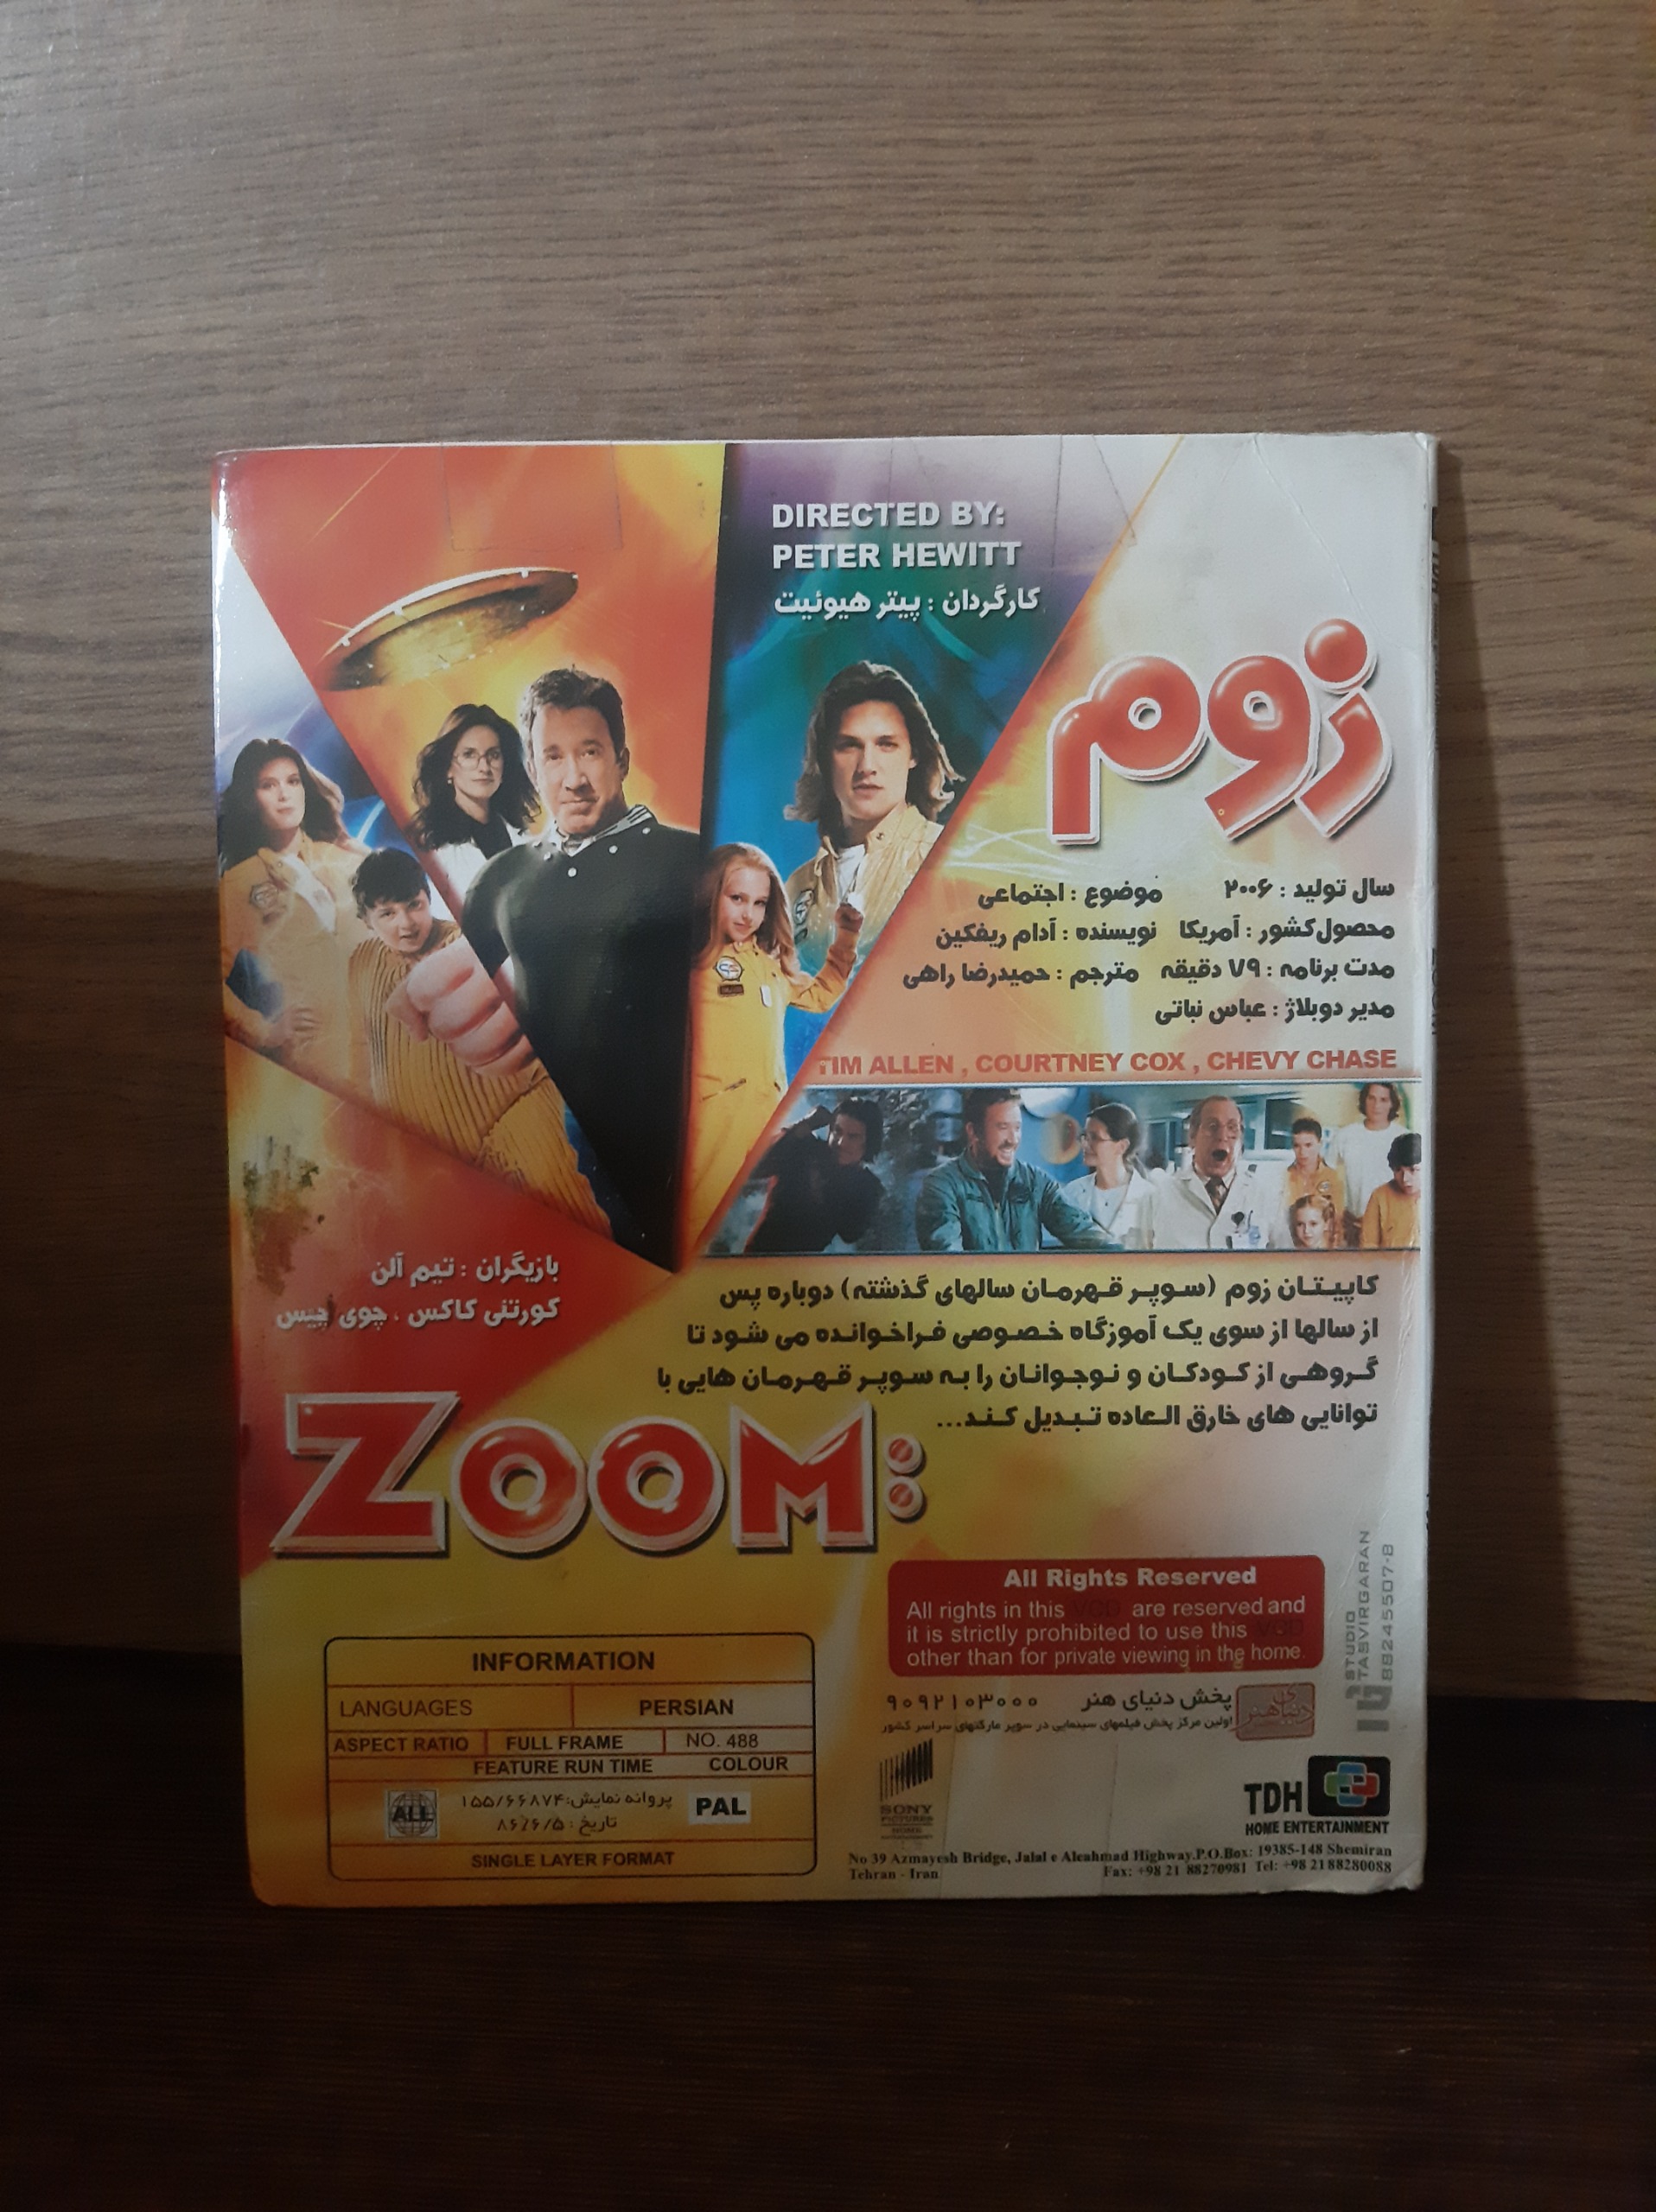 DIRECTED BY:
PETER HEWITT
کارگردان : پیتر هیوئیت
زوم
سال تولید : ۲۰۰۶ موضوع : اجتماعی
محصول کشور : آمریکا نویسنده : آدام ریفکین
مدت برنامه : ۷۹ دقیقه مترجم : حمیدرضا راهی
مدیر دوبلاژ : عباس نباتی
TIM ALLEN , COURTNEY COX , CHEVY CHASE
بازیگران : تیم آلن
کورتنی کاکس ، چوی چیس
کاپیتان زوم (سوپر قهرمان سالهای گذشته) دوباره پس
از سالها از سوی یک آموزگاه خصوصی فراخوانده می شود تا
گروهی از کودکان و نوجوانان را به سوپر قهرمان هایی با
توانایی های خارق العاده تبدیل کند...
ZOOM:
All Rights Reserved
All rights in this VCD are reserved and
it is strictly prohibited to use this VCD
other than for private viewing in the home.
STUDIO
TASVIRGARAN
88245507-8
INFORMATION
LANGUAGES PERSIAN
ASPECT RATIO FULL FRAME NO. 488
FEATURE RUN TIME COLOUR
ALL
پروانه نمایش: ۱۵۵/۶۶۸۷۴
تاریخ : ۸۶/۶/۵
PAL
SINGLE LAYER FORMAT
پخش دنیای هنر ۹۰۹۲۱۰۳۰۰۰
اولین مرکز پخش فیلمهای سینمایی در سوپر مارکتهای سراسر کشور
دنیای هنر
SONY
PICTURES
TDH
HOME ENTERTAINMENT
No 39 Azmayesh Bridge, Jalal e Aleahmad Highway.P.O.Box: 19385-148 Shemiran
Tehran - Iran Fax: +98 21 88270981 Tel: +98 21 88280088